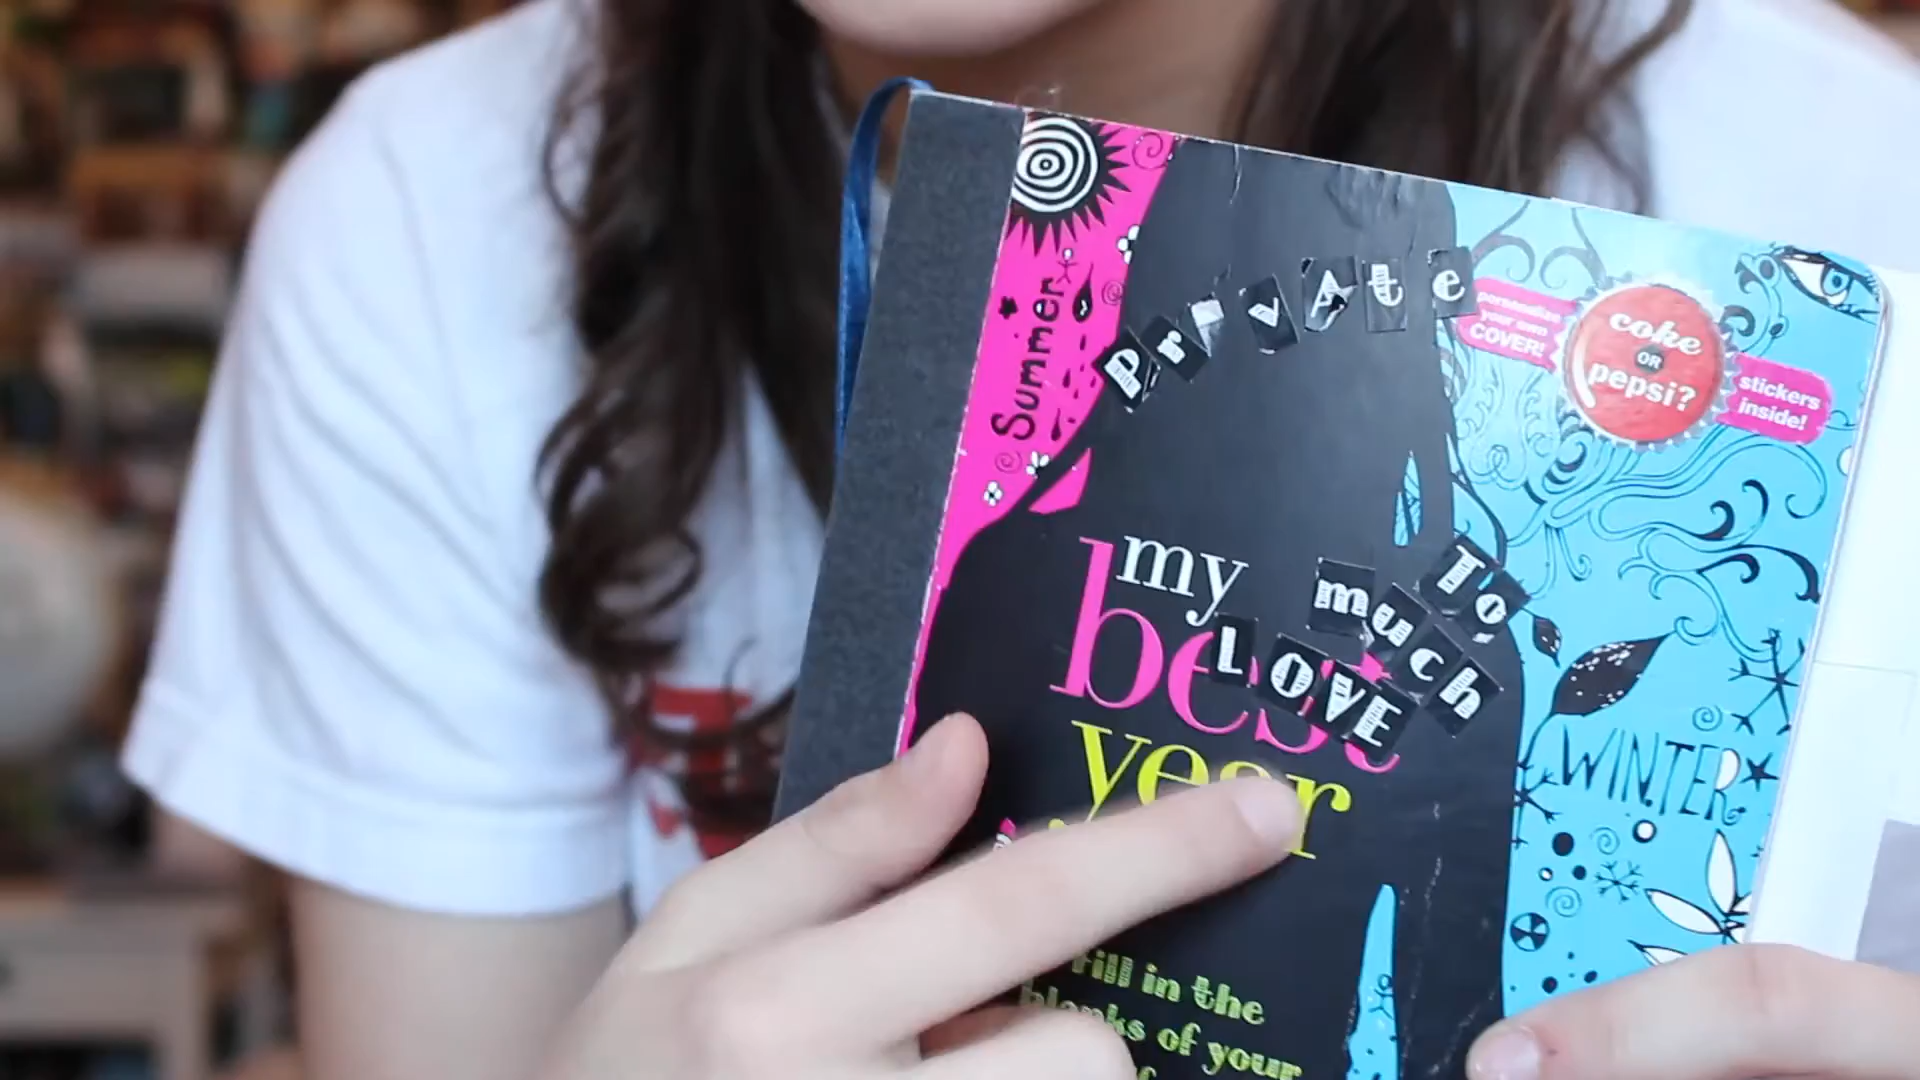 Summer
Private
personalize
your own
COVER!
coke
OR
pepsi?
stickers
inside!
my
best
year
To
much
LOVE
WINTER
fill in the
blanks of your